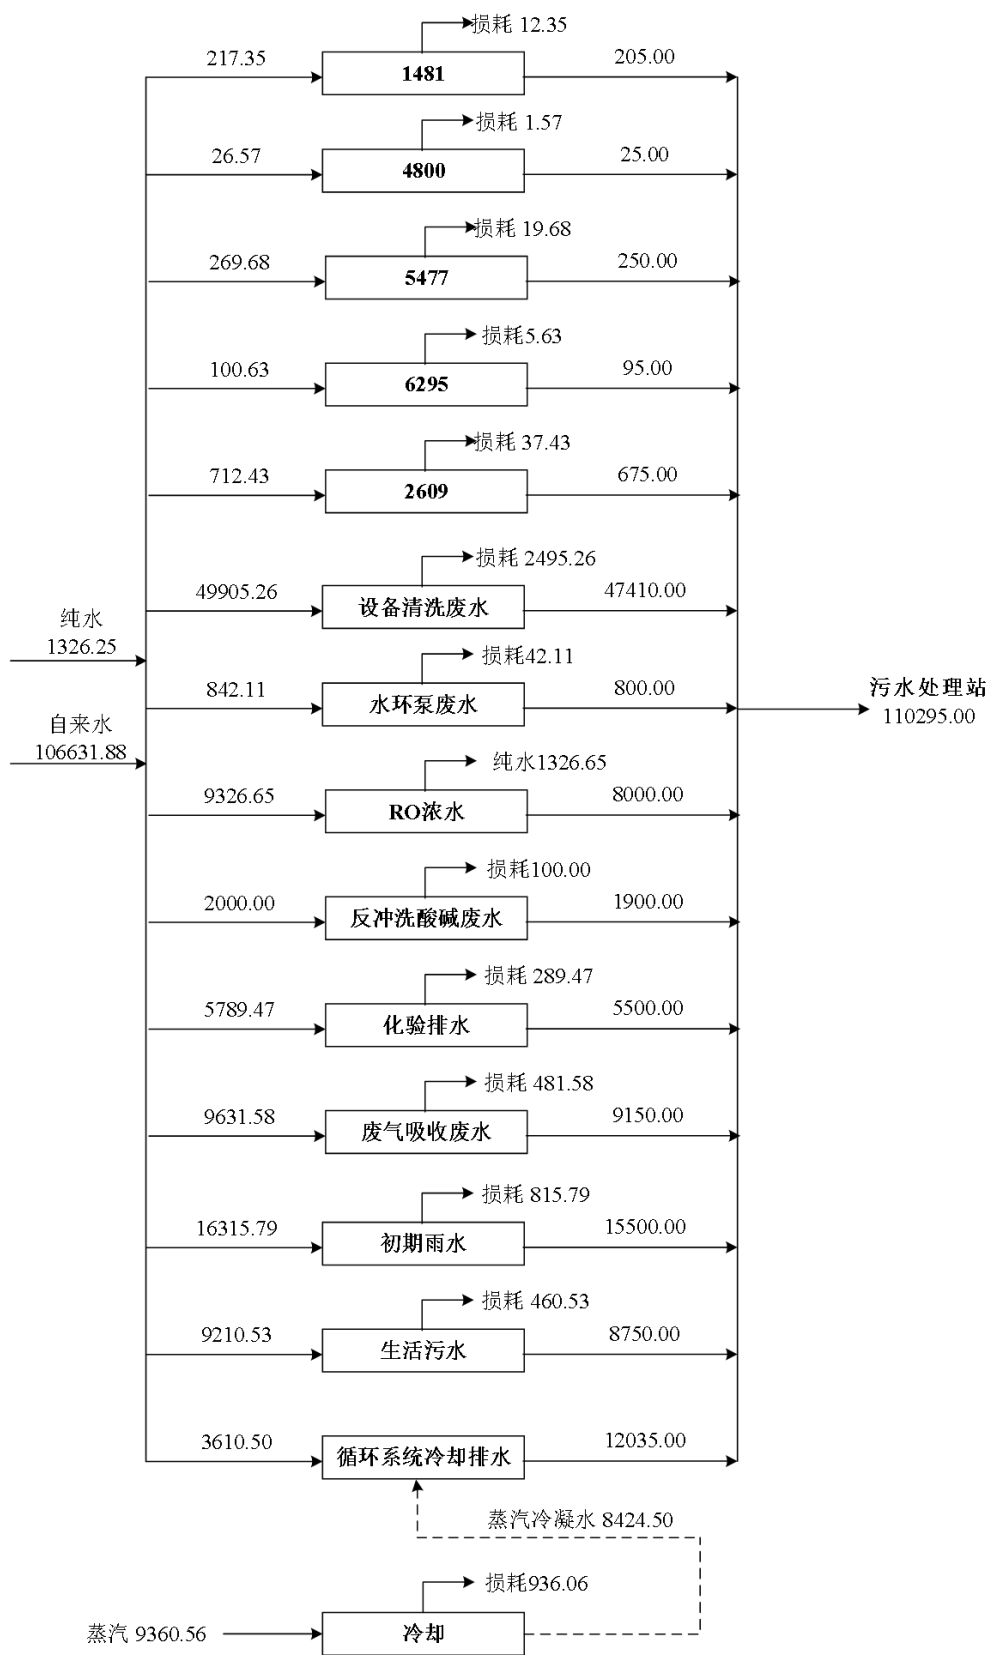 损耗 12.35
217.35
1481
205.00
损耗 1.57
26.57
4800
25.00
损耗 19.68
269.68
5477
250.00
损耗5.63
100.63
6295
95.00
损耗 37.43
712.43
2609
675.00
损耗 2495.26
49905.26
设备清洗废水
47410.00
纯水
1326.25
损耗42.11
842.11
水环泵废水
800.00
污水处理站
110295.00
自来水
106631.88
纯水1326.65
9326.65
RO浓水
8000.00
损耗100.00
2000.00
反冲洗酸碱废水
1900.00
损耗 289.47
5789.47
化验排水
5500.00
损耗 481.58
9631.58
废气吸收废水
9150.00
损耗 815.79
16315.79
初期雨水
15500.00
损耗 460.53
9210.53
生活污水
8750.00
3610.50
循环系统冷却排水
12035.00
蒸汽冷凝水 8424.50
损耗936.06
蒸汽 9360.56
冷却